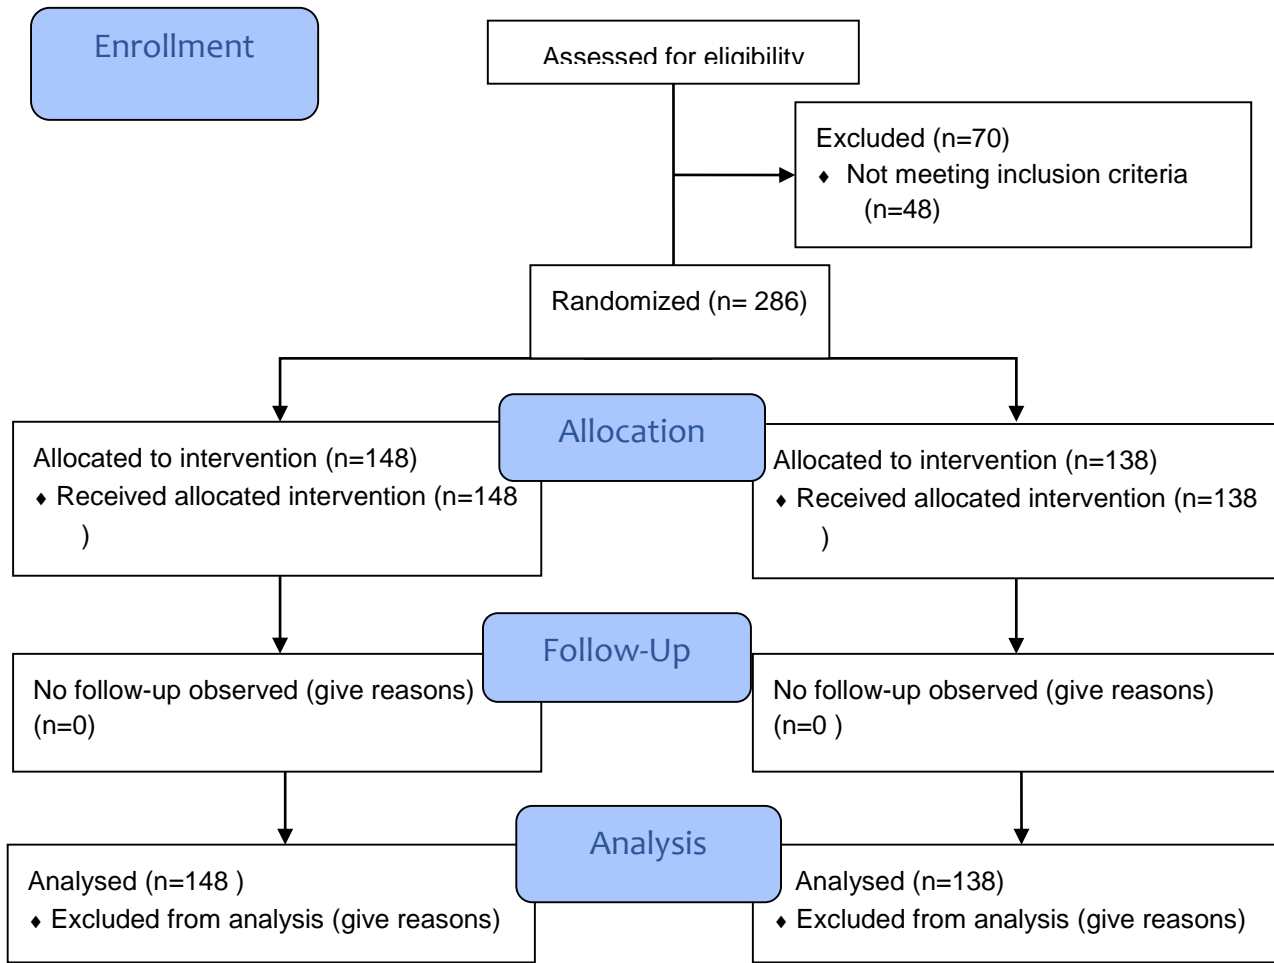 Enrollment
Assessed for eligibility
Excluded (n=70)
♦ Not meeting inclusion criteria
(n=48)
Randomized (n= 286)
Allocation
Allocated to intervention (n=148)
♦ Received allocated intervention (n=148
)
Allocated to intervention (n=138)
♦ Received allocated intervention (n=138
)
Follow-Up
No follow-up observed (give reasons)
(n=0)
No follow-up observed (give reasons)
(n=0 )
Analysis
Analysed (n=148 )
♦ Excluded from analysis (give reasons)
Analysed (n=138)
♦ Excluded from analysis (give reasons)